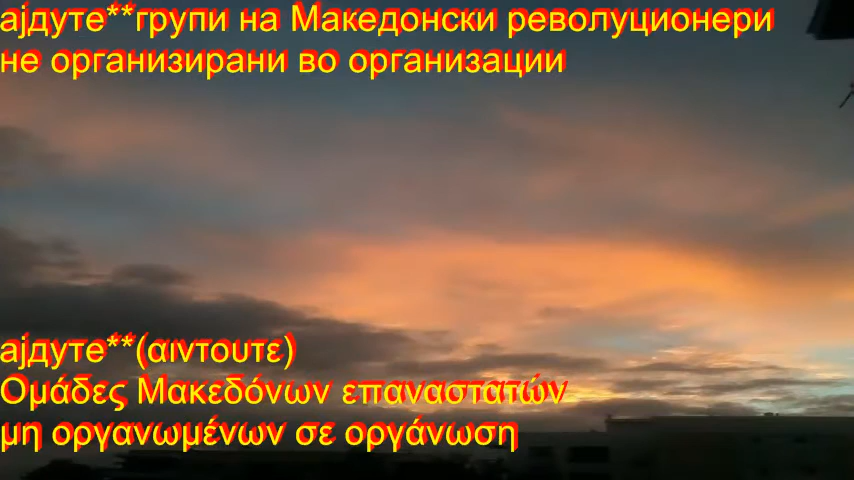 ајдуте**групи на Македонски револуционери
не организирани во организации
ајдуте**(αιντουτε)
Ομάδες Μακεδόνων επαναστατών
μη οργανωμένων σε οργάνωση